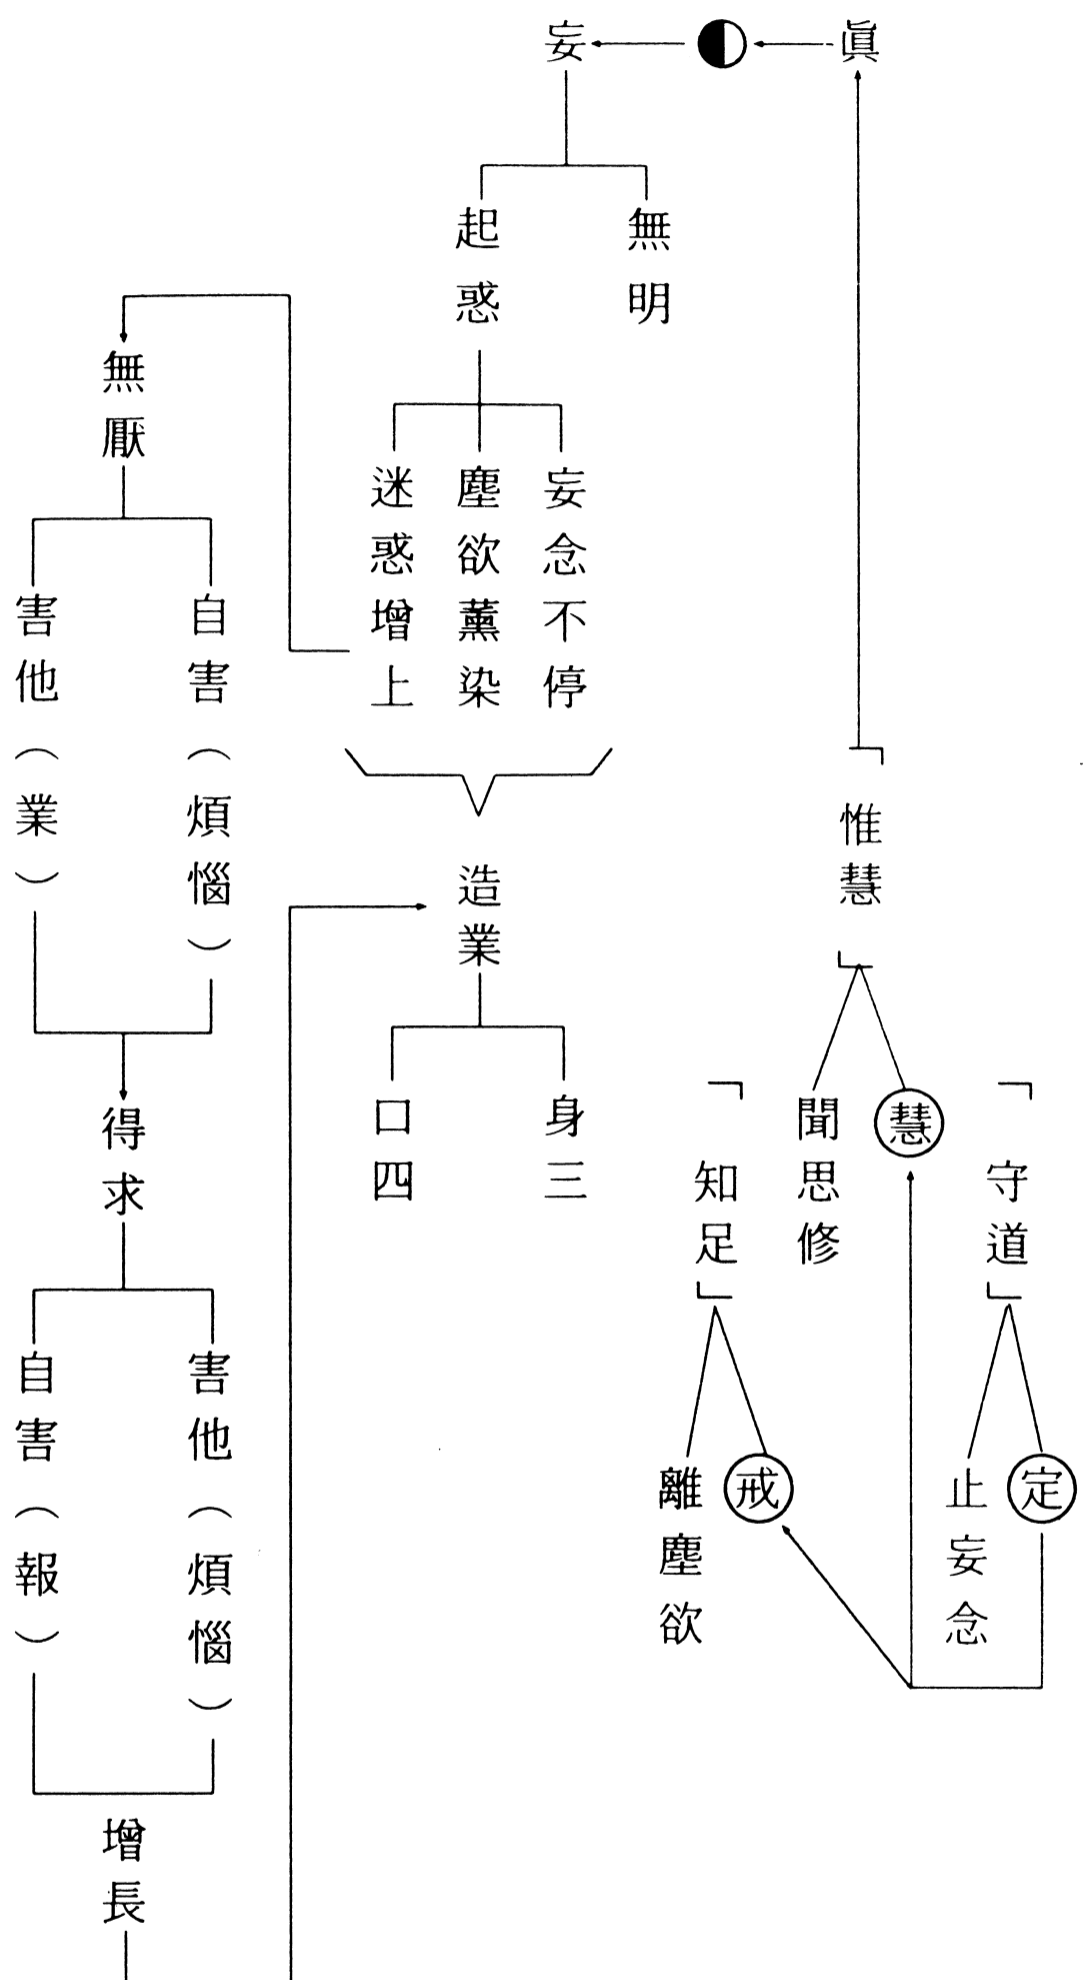 眞
妄
無明
起惑
妄念不停
塵欲薰染
迷惑增上
造業
身三
口四
無厭
自害（煩惱）
害他（業）
得求
害他（煩惱）
自害（報）
增長
「惟慧」
慧
聞思修
「守道」
定
止妄念
「知足」
戒
離塵欲